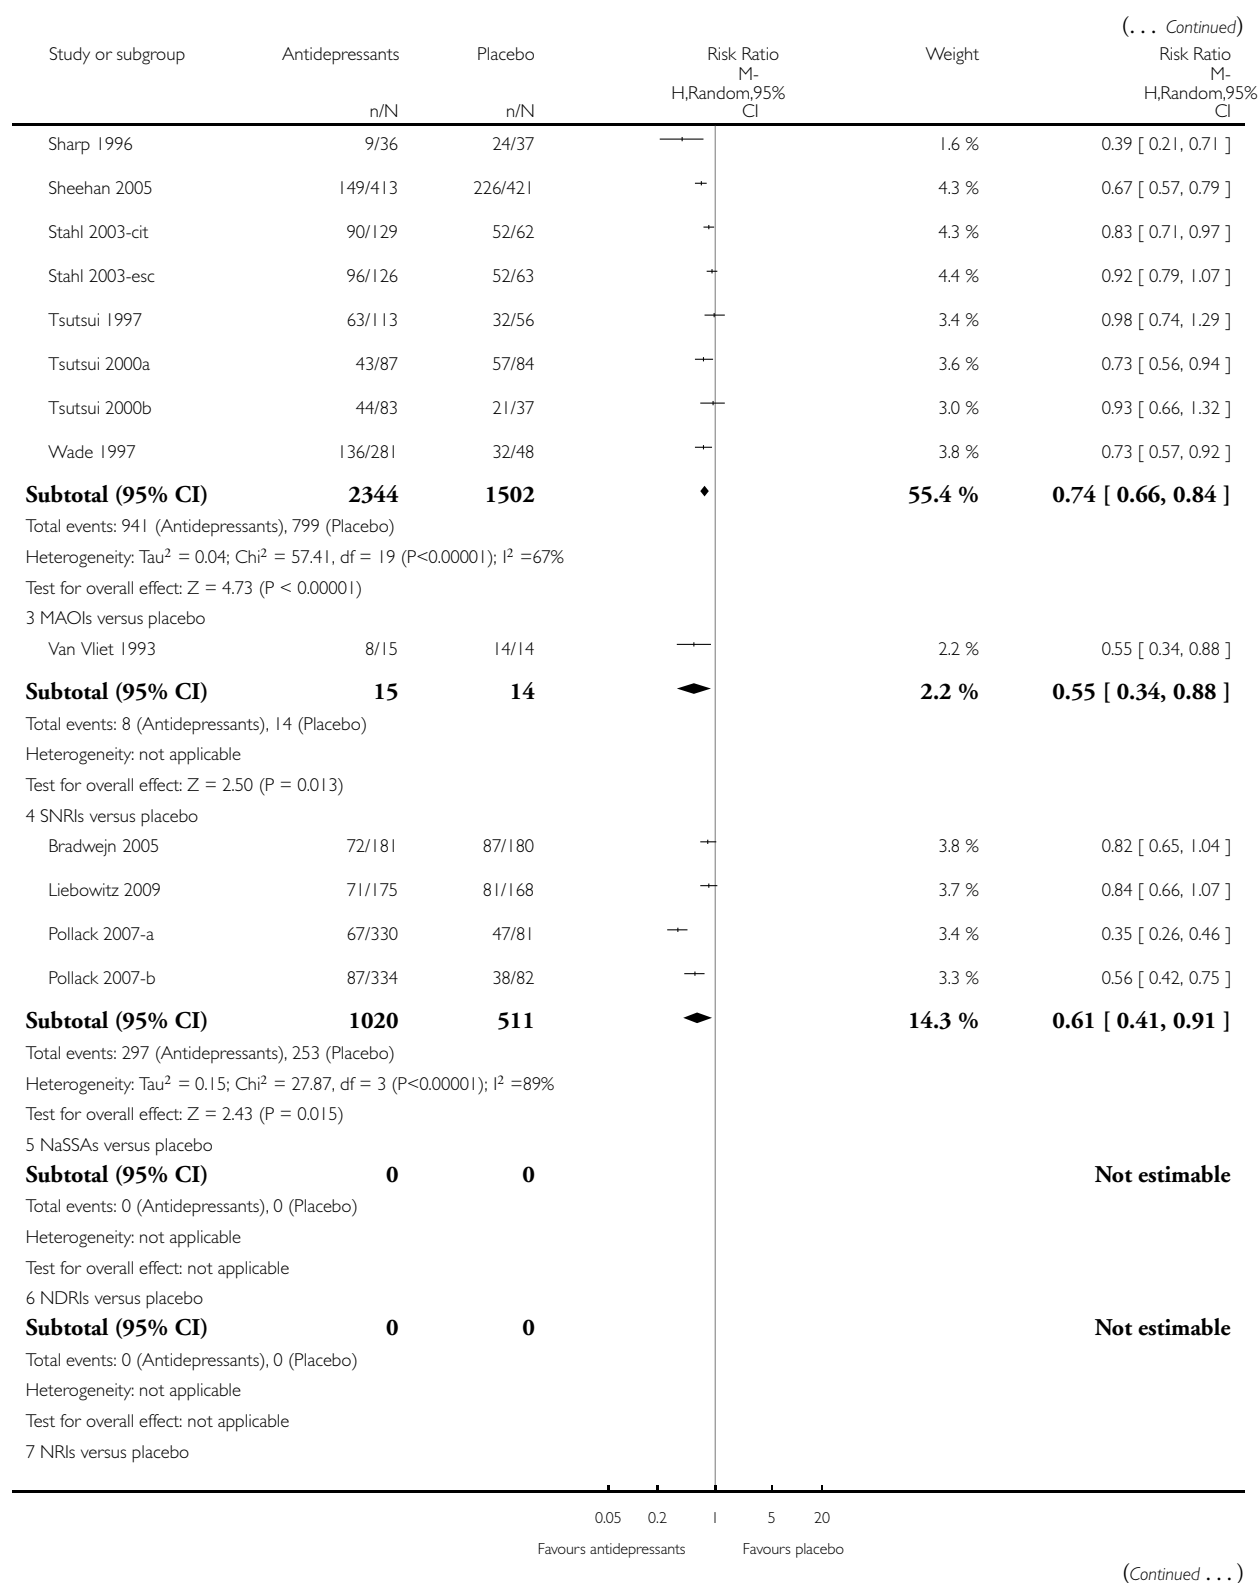 (... Continued)
Study or subgroup Antidepressants Placebo Risk Ratio Weight Risk Ratio
M- M-
H,Random,95% H,Random,95%
n/N n/N CI CI
Sharp 1996 9/36 24/37 1.6 % 0.39 [ 0.21, 0.71 ]
Sheehan 2005 149/413 226/421 4.3 % 0.67 [ 0.57, 0.79 ]
Stahl 2003-cit 90/129 52/62 4.3 % 0.83 [ 0.71, 0.97 ]
Stahl 2003-esc 96/126 52/63 4.4 % 0.92 [ 0.79, 1.07 ]
Tsutsui 1997 63/113 32/56 3.4 % 0.98 [ 0.74, 1.29 ]
Tsutsui 2000a 43/87 57/84 3.6 % 0.73 [ 0.56, 0.94 ]
Tsutsui 2000b 44/83 21/37 3.0 % 0.93 [ 0.66, 1.32 ]
Wade 1997 136/281 32/48 3.8 % 0.73 [ 0.57, 0.92 ]
Subtotal (95% CI) 2344 1502 55.4 % 0.74 [ 0.66, 0.84 ]
Total events: 941 (Antidepressants), 799 (Placebo)
Heterogeneity: Tau² = 0.04; Chi² = 57.41, df = 19 (P<0.00001); I² =67%
Test for overall effect: Z = 4.73 (P < 0.00001)
3 MAOIs versus placebo
Van Vliet 1993 8/15 14/14 2.2 % 0.55 [ 0.34, 0.88 ]
Subtotal (95% CI) 15 14 2.2 % 0.55 [ 0.34, 0.88 ]
Total events: 8 (Antidepressants), 14 (Placebo)
Heterogeneity: not applicable
Test for overall effect: Z = 2.50 (P = 0.013)
4 SNRIs versus placebo
Bradwejn 2005 72/181 87/180 3.8 % 0.82 [ 0.65, 1.04 ]
Liebowitz 2009 71/175 81/168 3.7 % 0.84 [ 0.66, 1.07 ]
Pollack 2007-a 67/330 47/81 3.4 % 0.35 [ 0.26, 0.46 ]
Pollack 2007-b 87/334 38/82 3.3 % 0.56 [ 0.42, 0.75 ]
Subtotal (95% CI) 1020 511 14.3 % 0.61 [ 0.41, 0.91 ]
Total events: 297 (Antidepressants), 253 (Placebo)
Heterogeneity: Tau² = 0.15; Chi² = 27.87, df = 3 (P<0.00001); I² =89%
Test for overall effect: Z = 2.43 (P = 0.015)
5 NaSSAs versus placebo
Subtotal (95% CI) 0 0 Not estimable
Total events: 0 (Antidepressants), 0 (Placebo)
Heterogeneity: not applicable
Test for overall effect: not applicable
6 NDRIs versus placebo
Subtotal (95% CI) 0 0 Not estimable
Total events: 0 (Antidepressants), 0 (Placebo)
Heterogeneity: not applicable
Test for overall effect: not applicable
7 NRIs versus placebo
0.05 0.2 1 5 20
Favours antidepressants Favours placebo
(Continued ...)